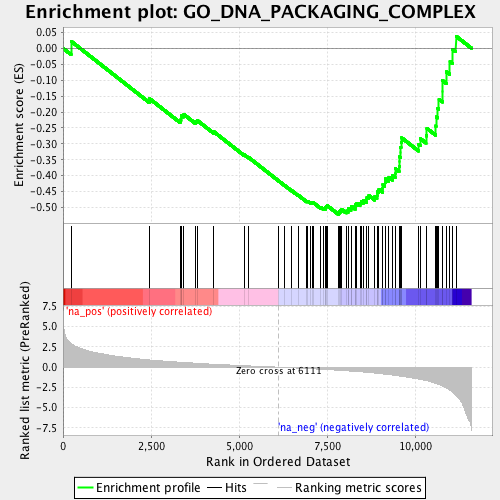 Enrichment plot: GO_DNA_PACKAGING_COMPLEX
Enrichment score (ES)
0.05
0.00
-0.05
-0.10
-0.15
-0.20
-0.25
-0.30
-0.35
-0.40
-0.45
-0.50
'na_pos' (positively correlated)
Ranked list metric (PreRanked)
7.5
5.0
2.5
0.0
-2.5
-5.0
-7.5
Zero cross at 6111
'na_neg' (negatively correlated)
0
2,500
5,000
7,500
10,000
Rank in Ordered Dataset
Enrichment profile
Hits
Ranking metric scores